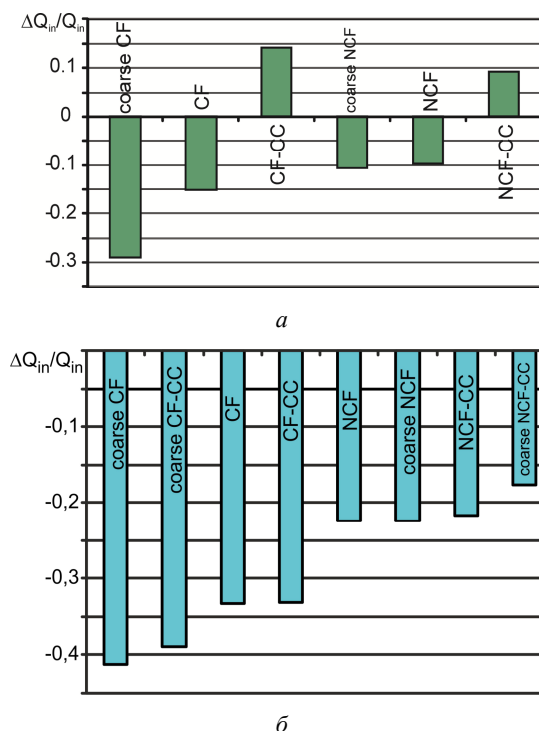 ΔQin/Qin
0.1
0
-0.1
-0.2
-0.3
coarse CF
CF
CF-CC
coarse NCF
NCF
NCF-CC
а
ΔQin/Qin
-0,1
-0,2
-0,3
-0,4
coarse CF
coarse CF-CC
CF
CF-CC
NCF
coarse NCF
NCF-CC
coarse NCF-CC
б